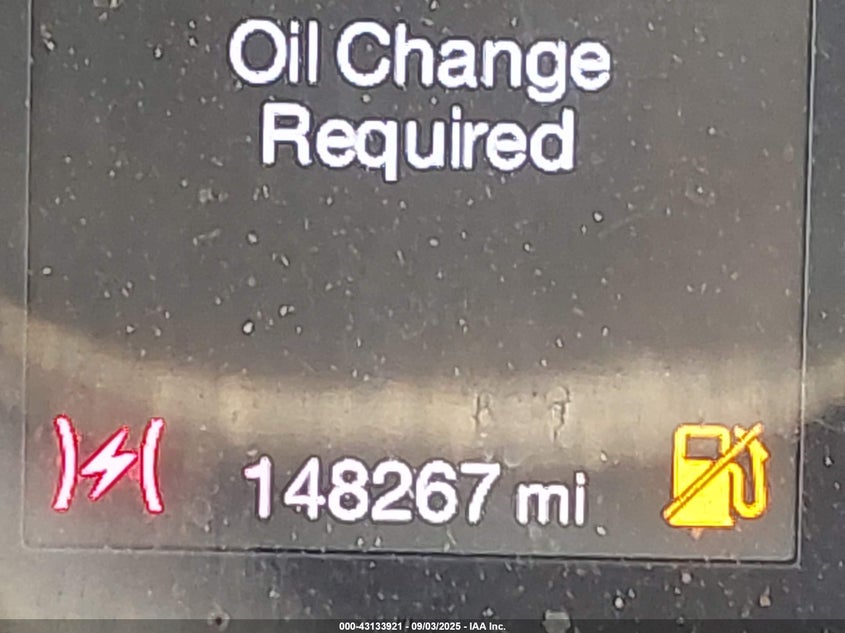 Oil Change
Required
148267 mi
000-43133921 - 09/03/2025 - IAA Inc.